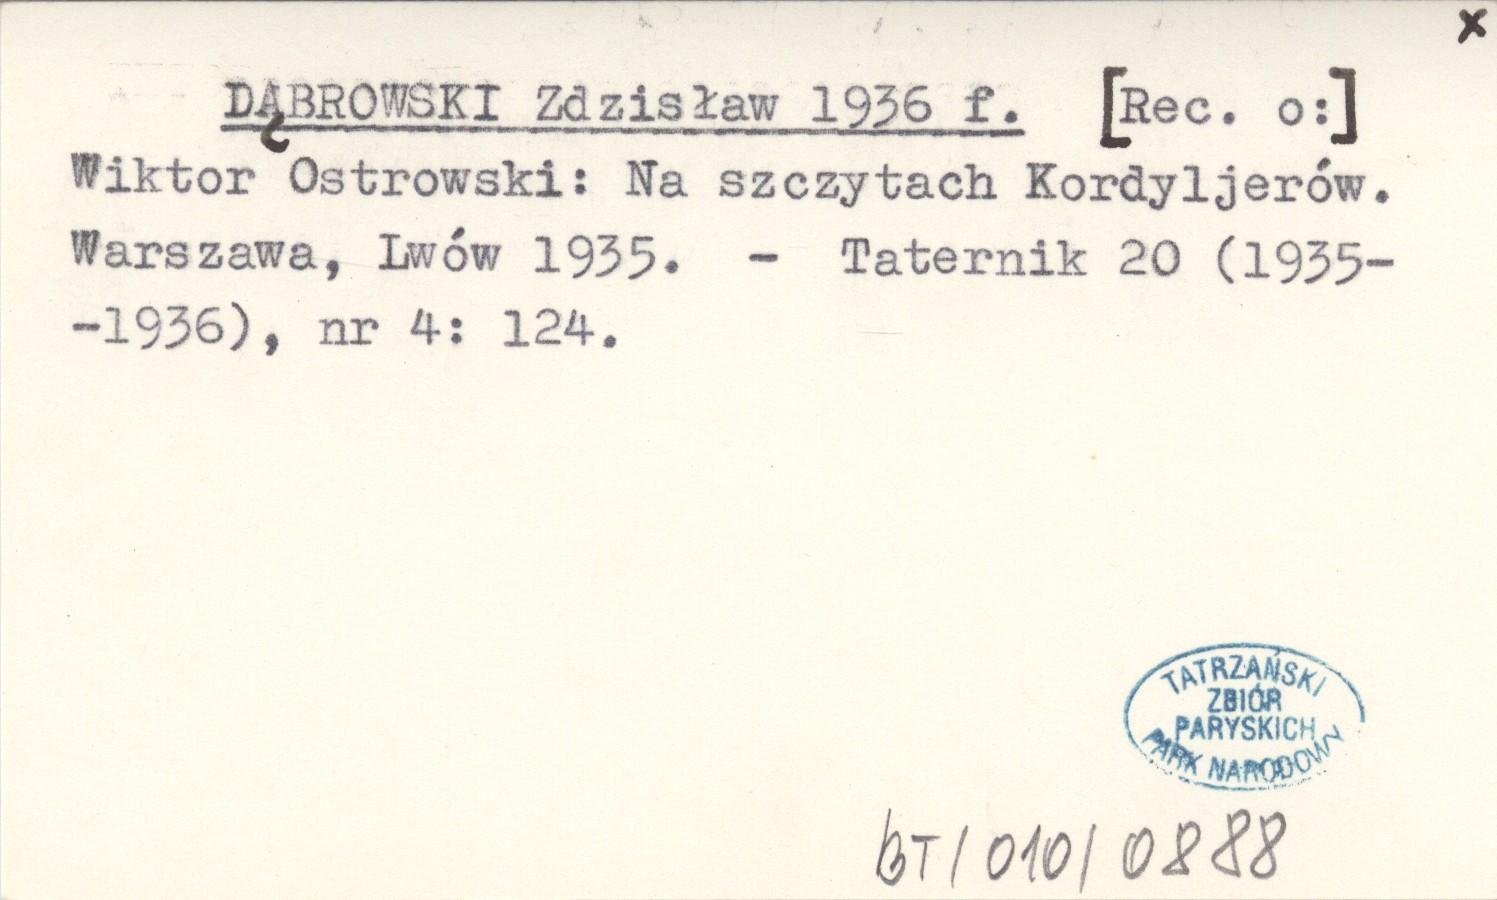 x
DĄBROWSKI Zdzisław 1936 f. [Rec. o:]
Wiktor Ostrowski: Na szczytach Kordyljerów.
Warszawa, Lwów 1935. - Taternik 20 (1935-
-1936), nr 4: 124.
TATRZAŃSKI
ZBIÓR
PARYSKICH
PARK NARODOWY
BT/010/0888